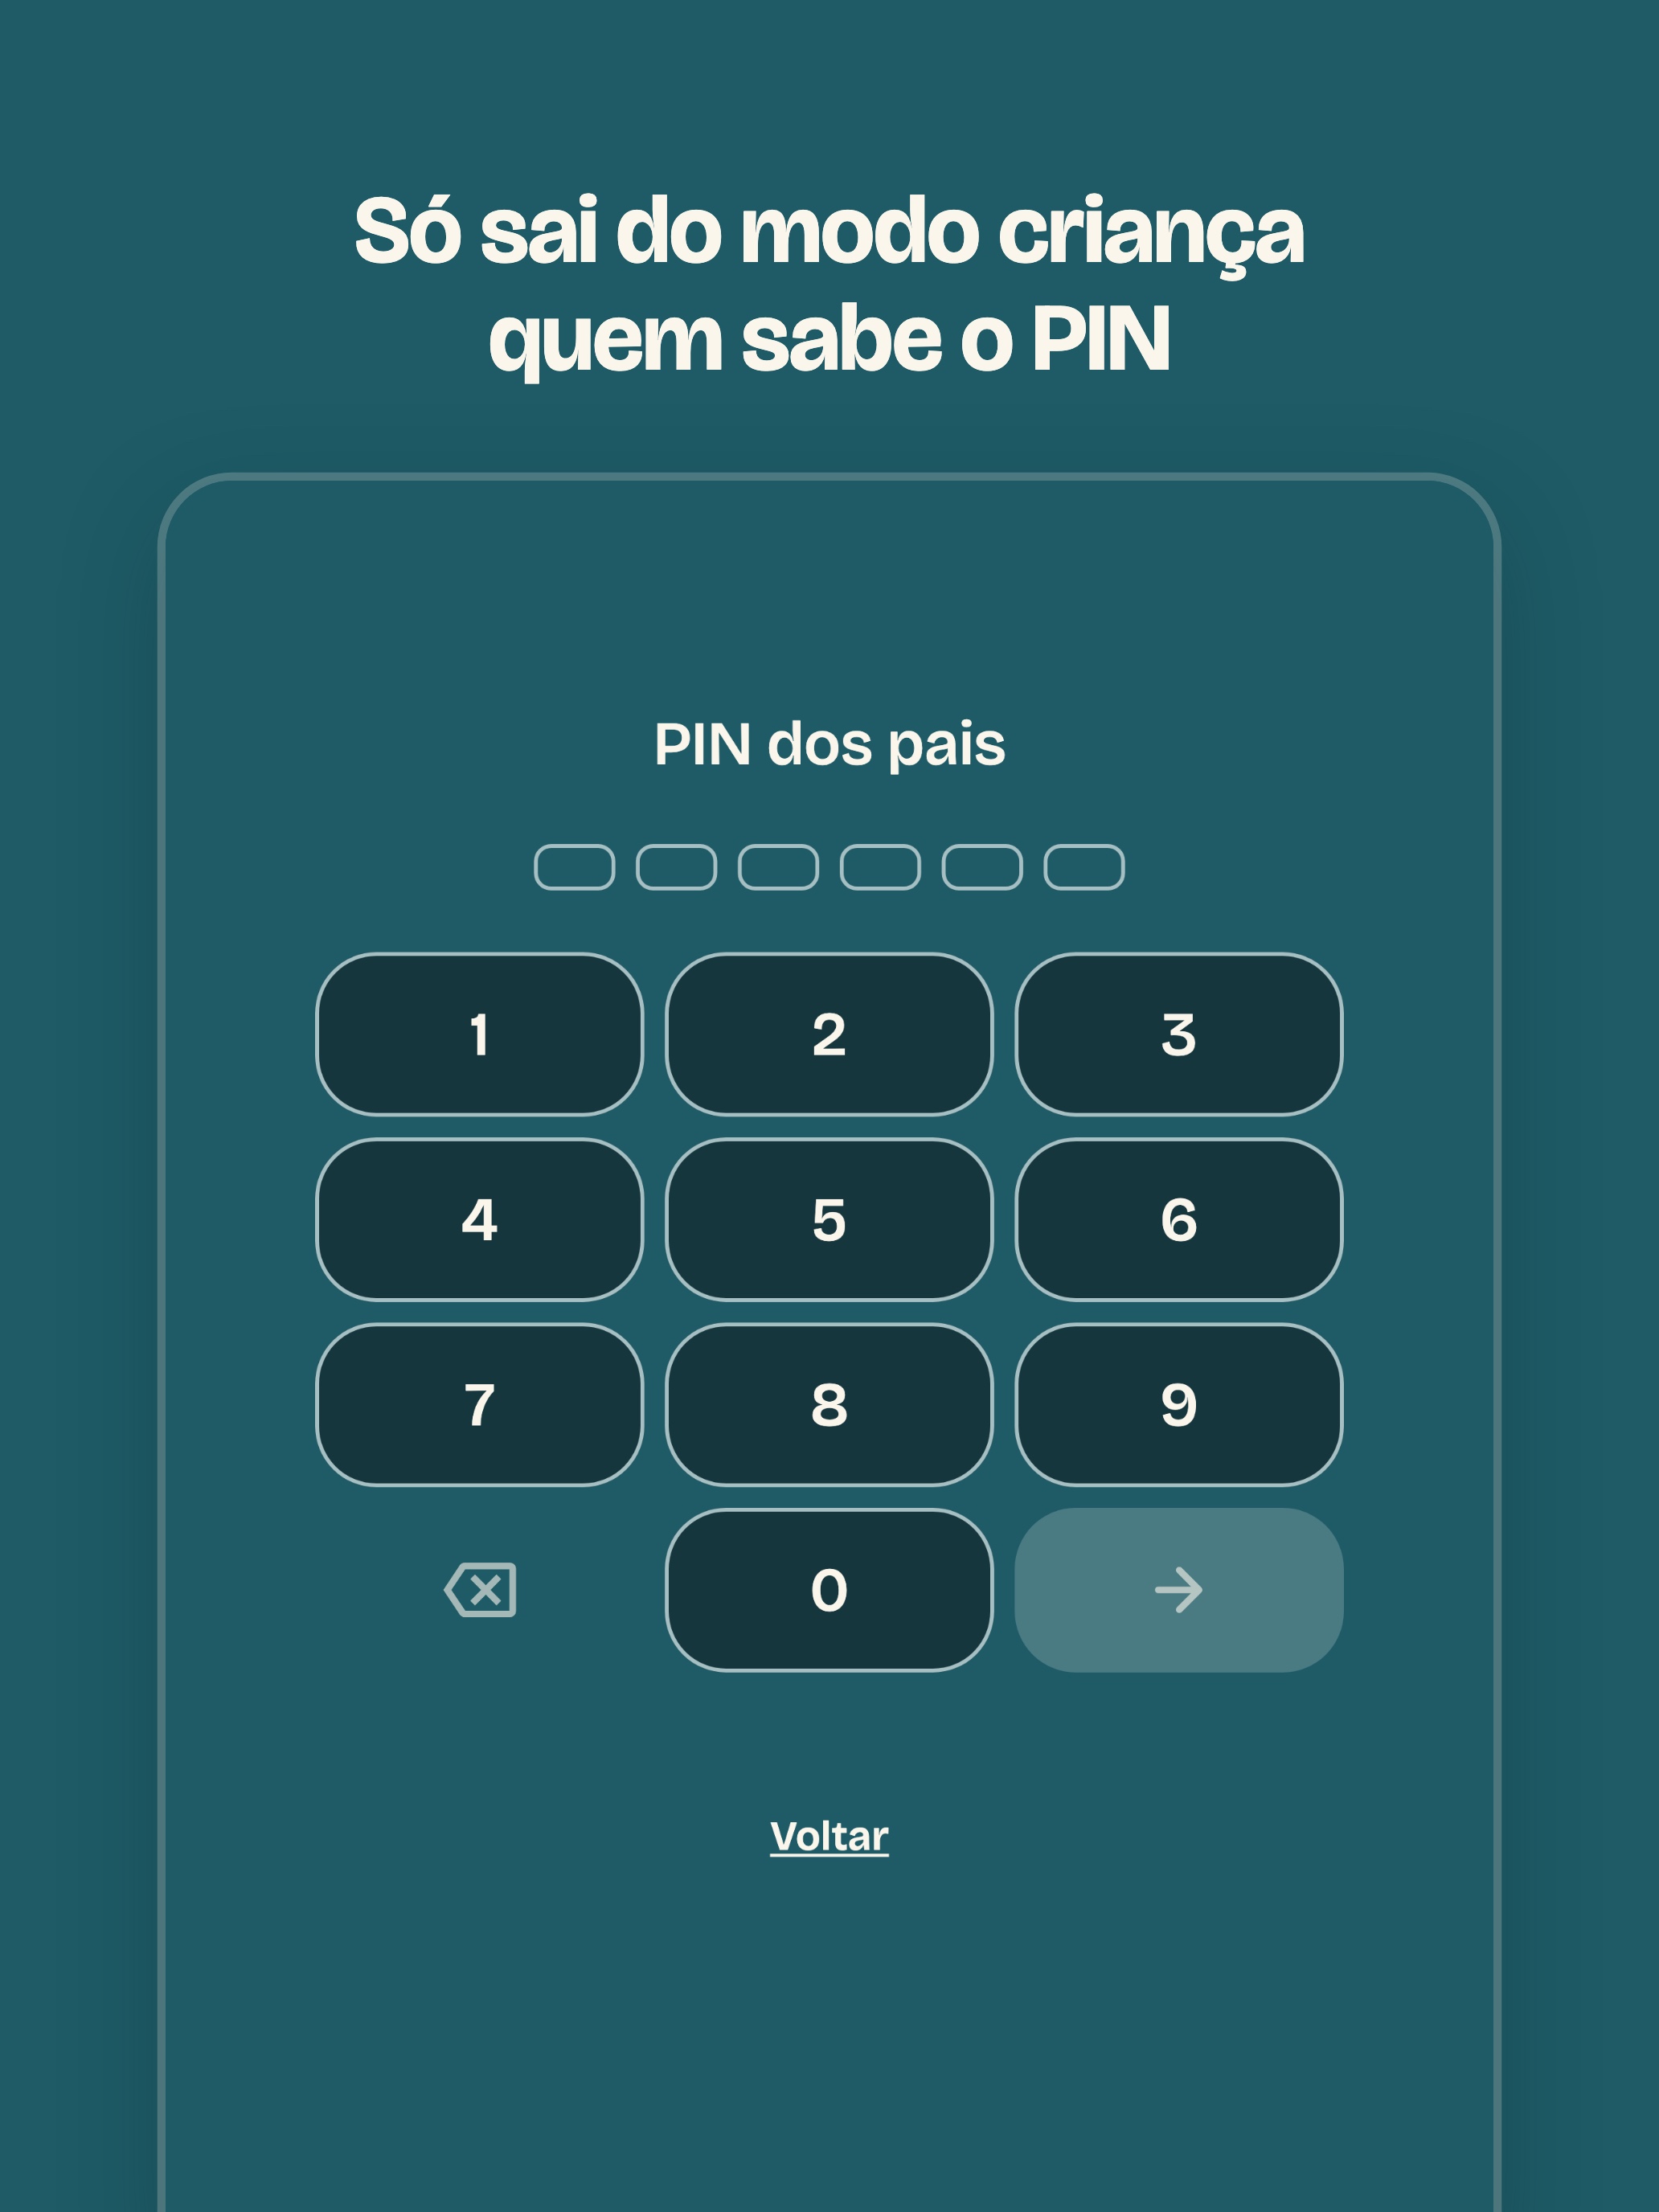 Só sai do modo criança
quem sabe o PIN
PIN dos pais
1 2 3
4 5 6
7 8 9
0
Voltar